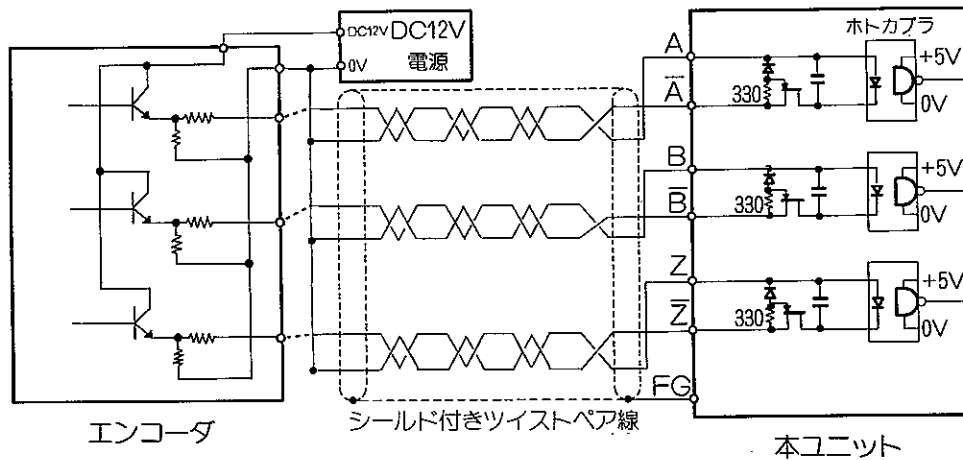 DC12V DC12V
0V 電源
エンコーダ
シールド付きツイストペア線
A
A̅
B
B̅
Z
Z̅
FG
ホトカプラ
330
+5V
0V
330
+5V
0V
330
+5V
0V
本ユニット